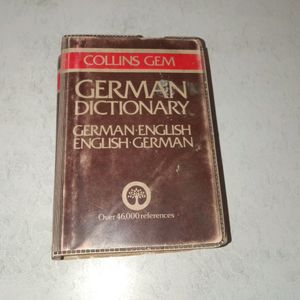 COLLINS GEM
GERMAN
DICTIONARY
GERMAN·ENGLISH
ENGLISH·GERMAN
Over 46,000 references